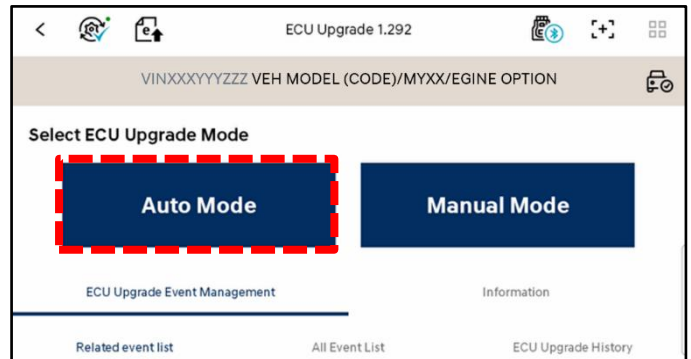 ECU Upgrade 1.292
VINXXXYYYZZZ VEH MODEL (CODE)/MYXX/EGINE OPTION
Select ECU Upgrade Mode
Auto Mode
Manual Mode
ECU Upgrade Event Management
Information
Related event list
All Event List
ECU Upgrade History